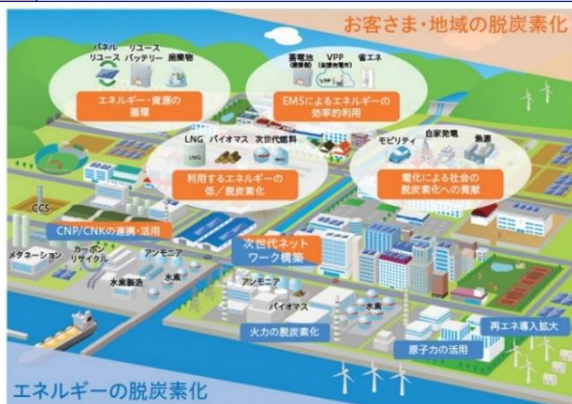 お客さま・地域の脱炭素化
パネル
リユース
リユース
バッテリー
廃棄物
エネルギー・資源の
循環
蓄電池
VPP
省エネ
VPP
EMSによるエネルギーの
効率的利用
LNG
バイオマス
次世代燃料
LNG
利用するエネルギーの
低/脱炭素化
モビリティ
自家発電
熱源
電化による社会の
脱炭素化への貢献
CCS
CNP/CNKの連携・活用
次世代ネット
ワーク構築
メタネーション
カーボン
リサイクル
アンモニア
水素製造
水素
アンモニア
バイオマス
水素
火力の脱炭素化
原子力の活用
再エネ導入拡大
エネルギーの脱炭素化